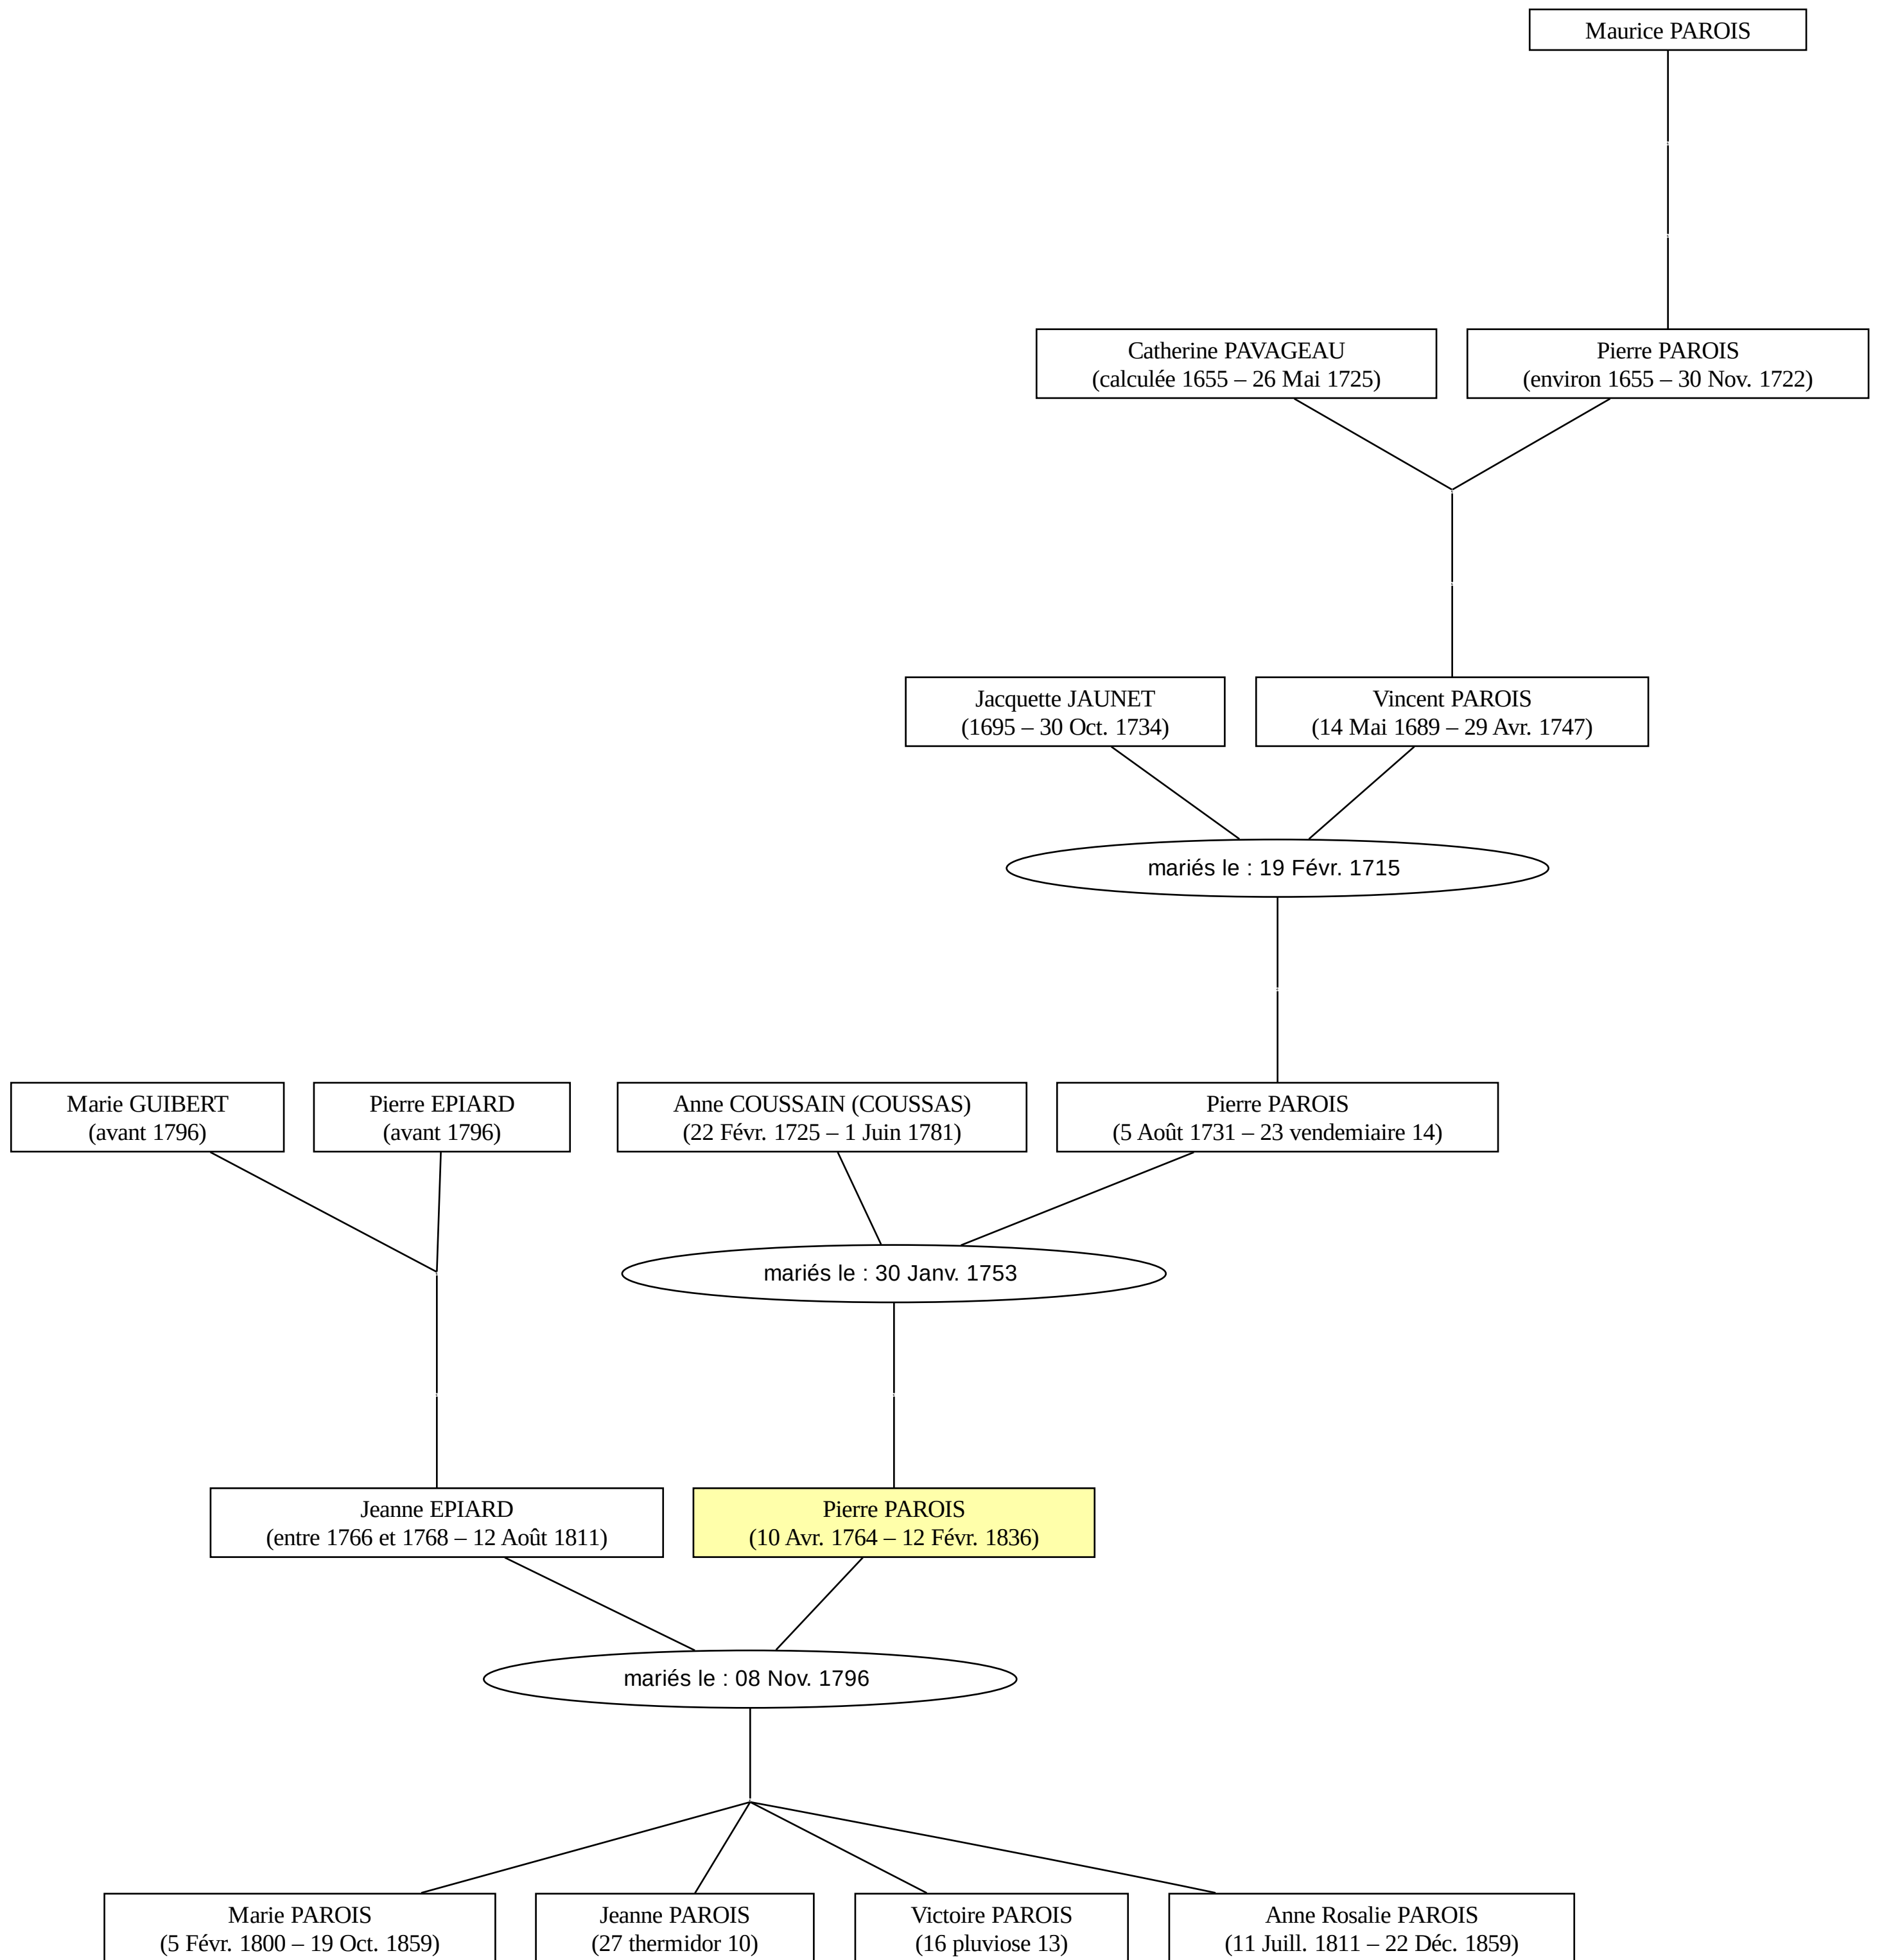 Maurice PAROIS
Catherine PAVAGEAU
(calculée 1655 – 26 Mai 1725)
Pierre PAROIS
(environ 1655 – 30 Nov. 1722)
Jacquette JAUNET
(1695 – 30 Oct. 1734)
Vincent PAROIS
(14 Mai 1689 – 29 Avr. 1747)
mariés le : 19 Févr. 1715
Marie GUIBERT
(avant 1796)
Pierre EPIARD
(avant 1796)
Anne COUSSAIN (COUSSAS)
(22 Févr. 1725 – 1 Juin 1781)
Pierre PAROIS
(5 Août 1731 – 23 vendemiaire 14)
mariés le : 30 Janv. 1753
Jeanne EPIARD
(entre 1766 et 1768 – 12 Août 1811)
Pierre PAROIS
(10 Avr. 1764 – 12 Févr. 1836)
mariés le : 08 Nov. 1796
Marie PAROIS
(5 Févr. 1800 – 19 Oct. 1859)
Jeanne PAROIS
(27 thermidor 10)
Victoire PAROIS
(16 pluviose 13)
Anne Rosalie PAROIS
(11 Juill. 1811 – 22 Déc. 1859)